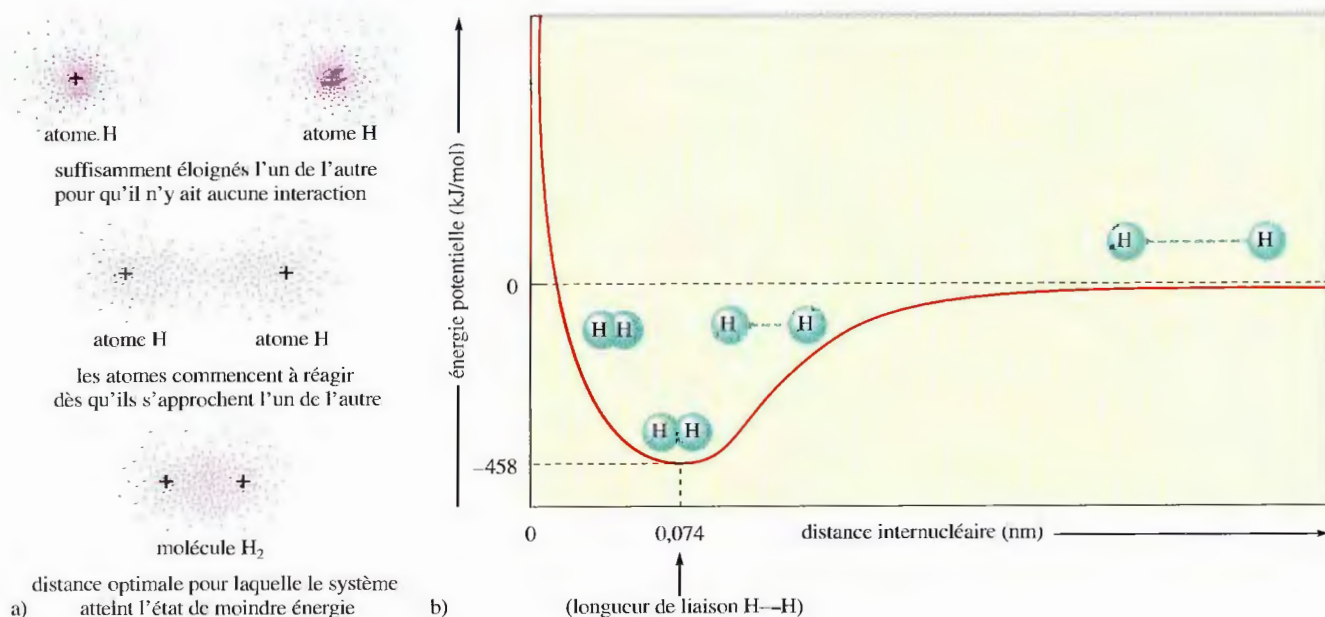 atome H
atome H
suffisamment éloignés l'un de l'autre
pour qu'il n'y ait aucune interaction
atome H
atome H
les atomes commencent à réagir
dès qu'ils s'approchent l'un de l'autre
molécule H₂
distance optimale pour laquelle le système
a) atteint l'état de moindre énergie
énergie potentielle (kJ/mol)
0
−458
H H
H H
H H
H H
0
0,074
distance internucléaire (nm)
b)
(longueur de liaison H—H)